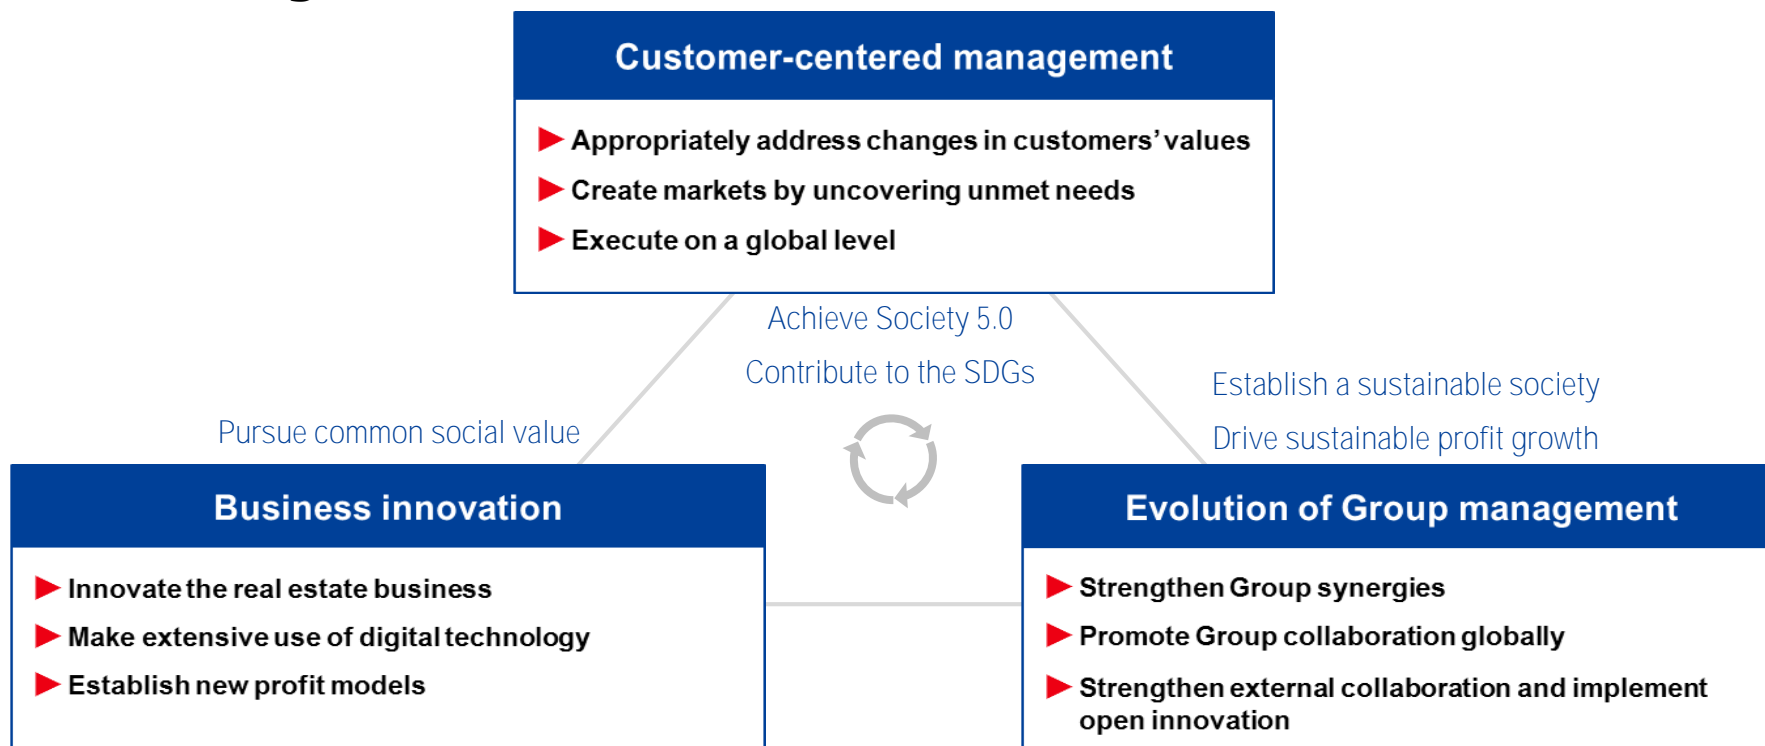 Customer-centered management
▶ Appropriately address changes in customers' values
▶ Create markets by uncovering unmet needs
▶ Execute on a global level
Achieve Society 5.0
Contribute to the SDGs
Establish a sustainable society
Drive sustainable profit growth
Pursue common social value
Business innovation
▶ Innovate the real estate business
▶ Make extensive use of digital technology
▶ Establish new profit models
Evolution of Group management
▶ Strengthen Group synergies
▶ Promote Group collaboration globally
▶ Strengthen external collaboration and implement
open innovation